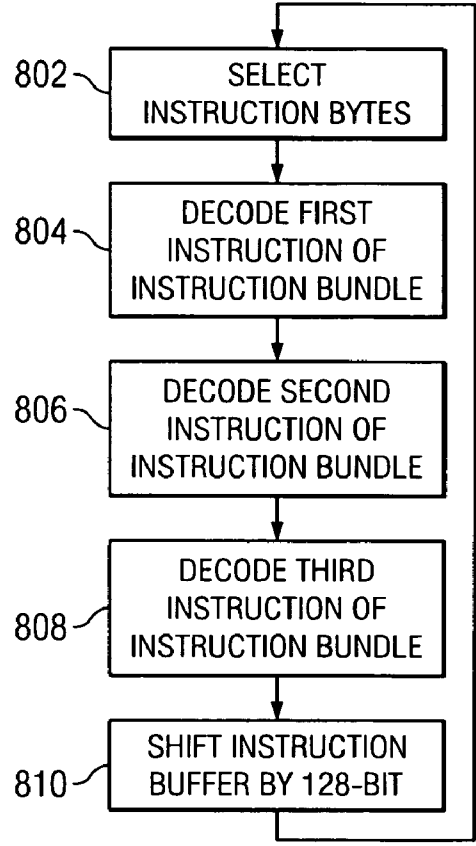 802
SELECT
INSTRUCTION BYTES
804
DECODE FIRST
INSTRUCTION OF
INSTRUCTION BUNDLE
806
DECODE SECOND
INSTRUCTION OF
INSTRUCTION BUNDLE
808
DECODE THIRD
INSTRUCTION OF
INSTRUCTION BUNDLE
810
SHIFT INSTRUCTION
BUFFER BY 128-BIT